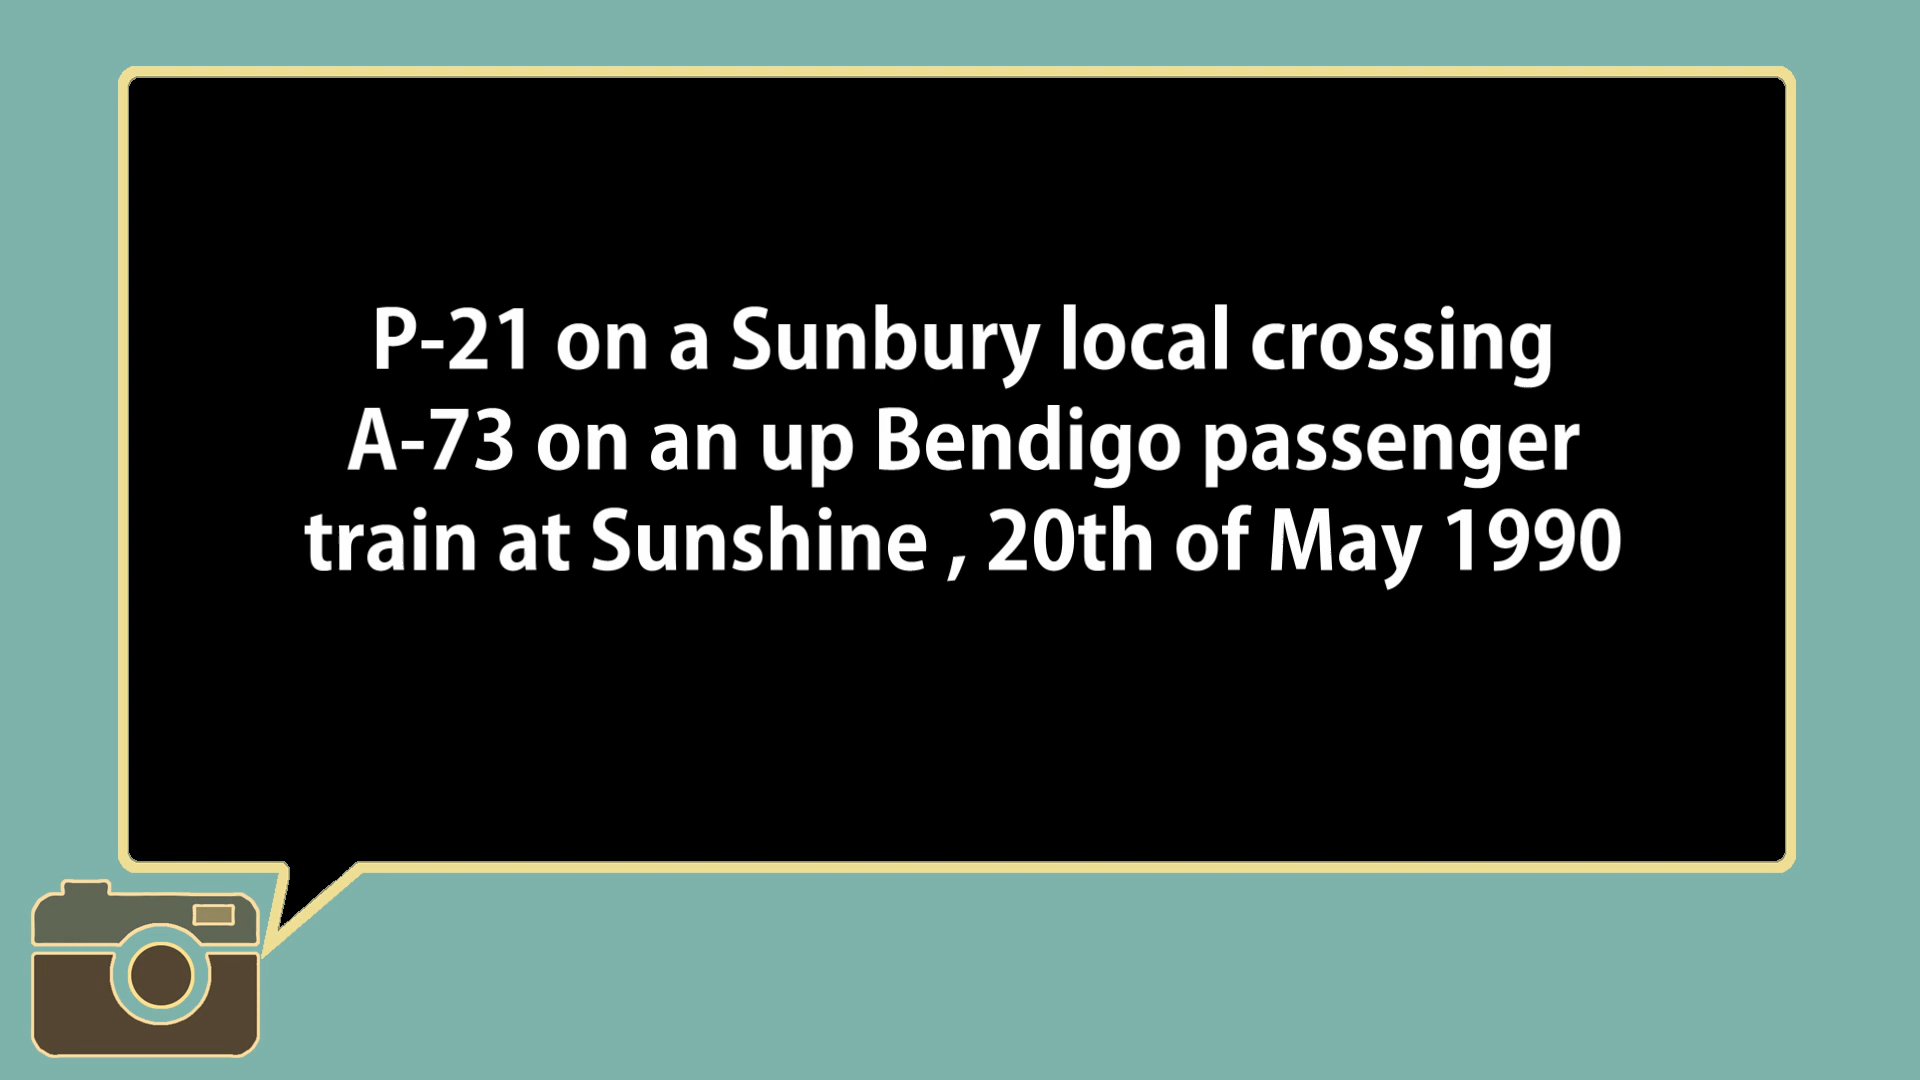 P-21 on a Sunbury local crossing
A-73 on an up Bendigo passenger
train at Sunshine , 20th of May 1990